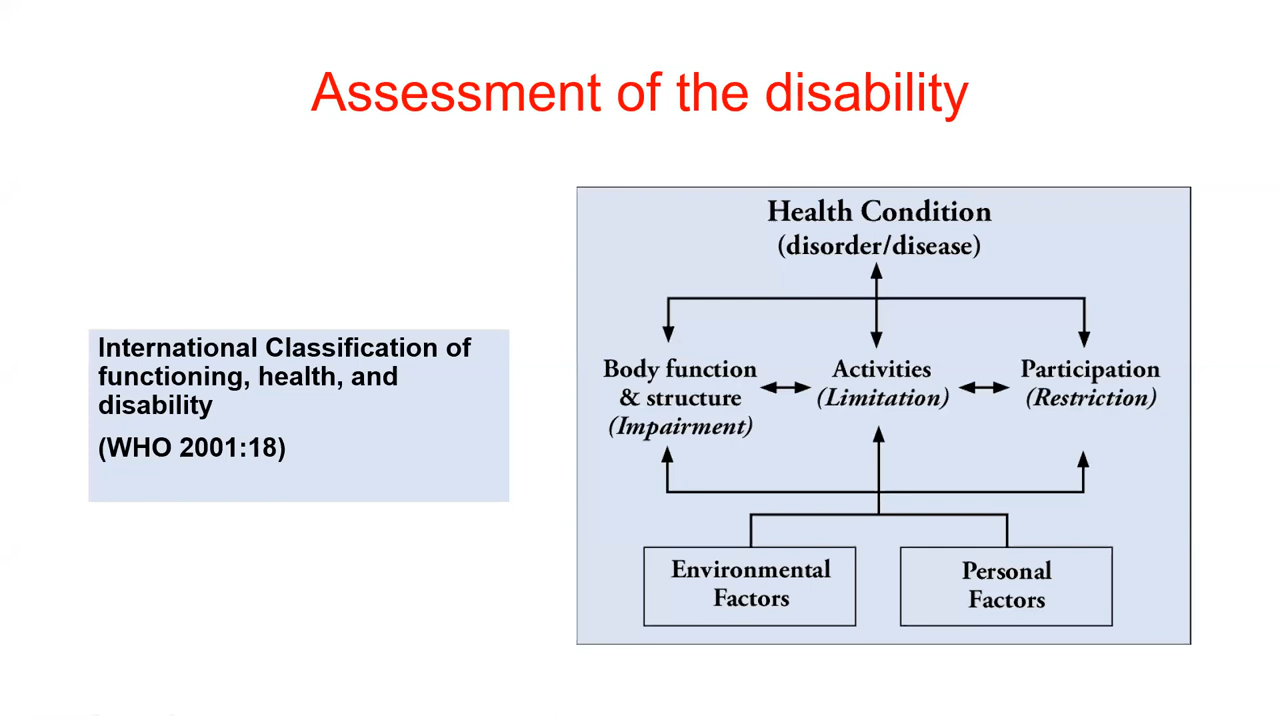 Assessment of the disability
International Classification of
functioning, health, and
disability
(WHO 2001:18)
Health Condition
(disorder/disease)
Body function
& structure
(Impairment)
Activities
(Limitation)
Participation
(Restriction)
Environmental
Factors
Personal
Factors